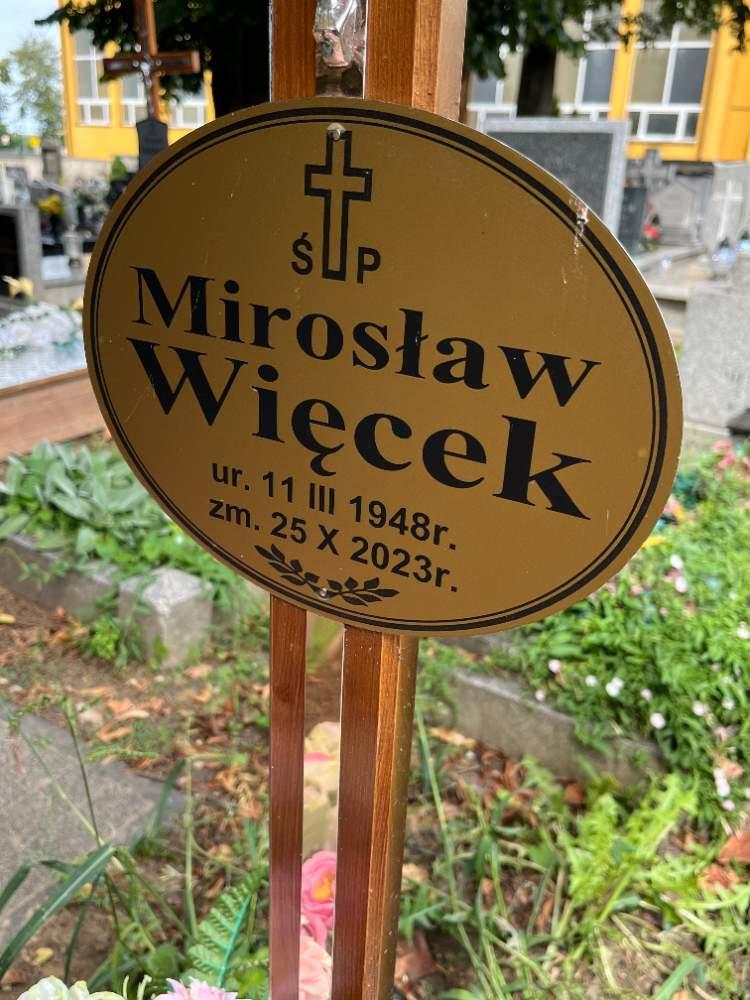 Ś P
Mirosław
Więcek
ur. 11 III 1948r.
zm. 25 X 2023r.